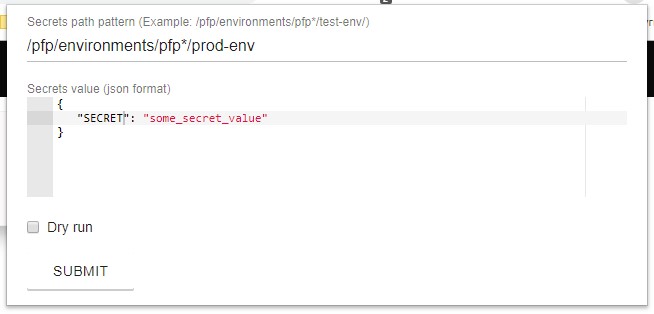 Secrets path pattern (Example: /pfp/environments/pfp*/test-env/)
/pfp/environments/pfp*/prod-env
Secrets value (json format)
{
"SECRET": "some_secret_value"
}
Dry run
SUBMIT